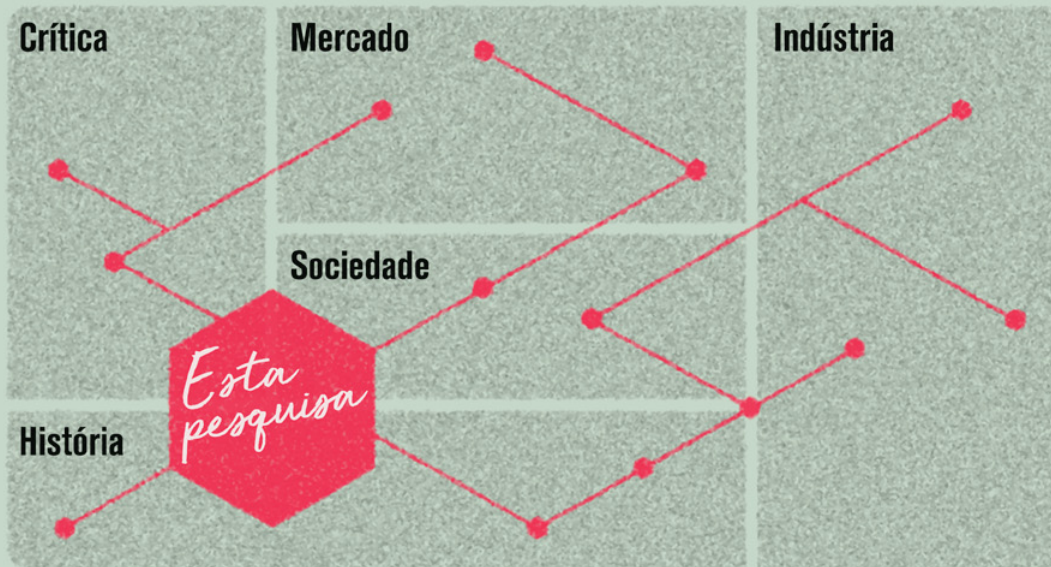 Crítica
Mercado
Indústria
Sociedade
Esta
pesquisa
História